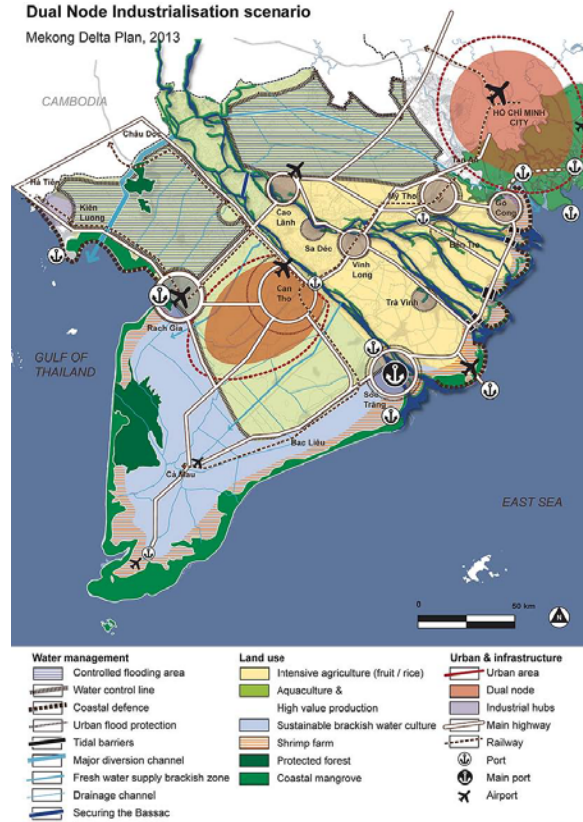 Dual Node Industrialisation scenario
Mekong Delta Plan, 2013
CAMBODIA
Châu Dốc
HO CHI MINH
CITY
Tan An
Hà Tiên
Kiên
Luong
Mỹ Tho
Gò
Cong
Cao
Lãnh
Sa Déc
Bến Tre
Vinh
Long
Can
Tho
Trà Vinh
Rach Gia
GULF OF
THAILAND
Sóc
Trăng
Bac Liêu
Cà Mau
EAST SEA
0
50 km
N
Water management
Controlled flooding area
Water control line
Coastal defence
Urban flood protection
Tidal barriers
Major diversion channel
Fresh water supply brackish zone
Drainage channel
Securing the Bassac
Land use
Intensive agriculture (fruit / rice)
Aquaculture &
High value production
Sustainable brackish water culture
Shrimp farm
Protected forest
Coastal mangrove
Urban & infrastructure
Urban area
Dual node
Industrial hubs
Main highway
Railway
Port
Main port
Airport